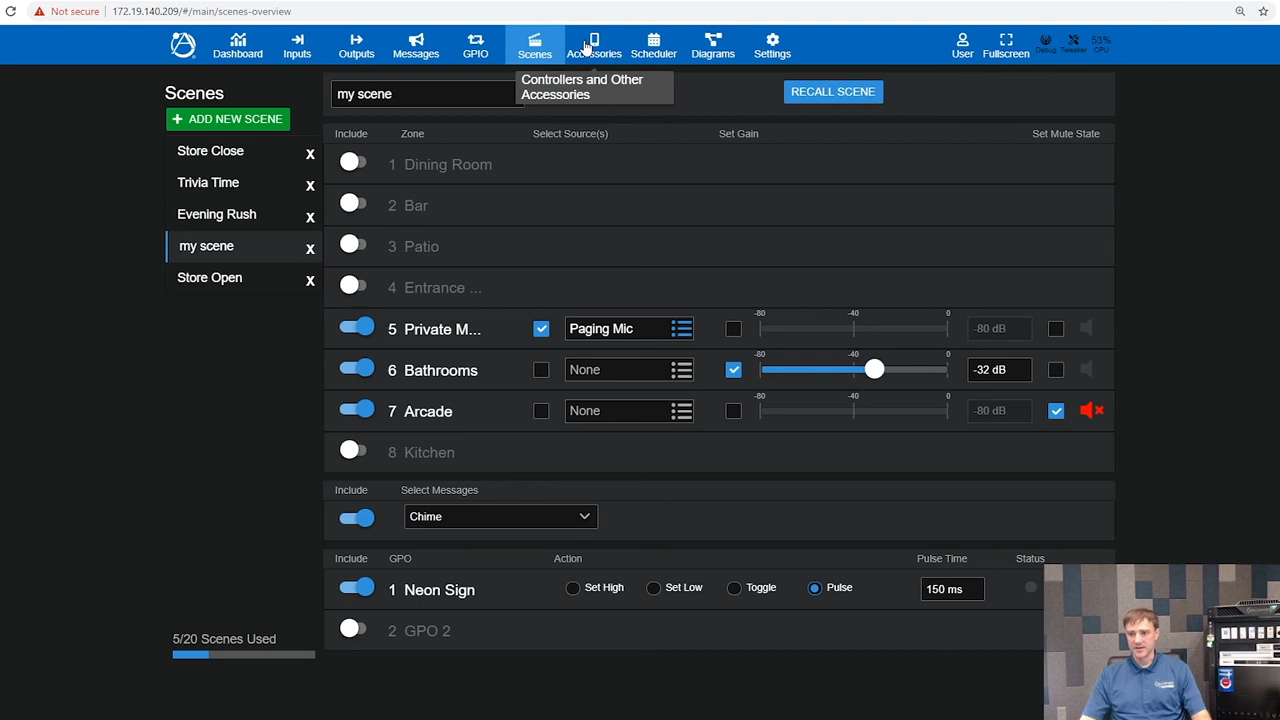 Not secure
172.19.140.209/#/main/scenes-overview
Dashboard
Inputs
Outputs
Messages
GPIO
Scenes
Accessories
Scheduler
Diagrams
Settings
User
Fullscreen
Debug
Tweaker
53%
CPU
Controllers and Other
Accessories
Scenes
+ ADD NEW SCENE
Store Close X
Trivia Time X
Evening Rush X
my scene X
Store Open X
5/20 Scenes Used
my scene
RECALL SCENE
Include Zone Select Source(s) Set Gain Set Mute State
1 Dining Room
2 Bar
3 Patio
4 Entrance ...
-80 -40 0
5 Private M... Paging Mic -80 dB
-80 -40 0
6 Bathrooms None -32 dB
-80 -40 0
7 Arcade None -80 dB
8 Kitchen
Include Select Messages
Chime
Include GPO Action Pulse Time Status
1 Neon Sign Set High Set Low Toggle Pulse 150 ms
2 GPO 2